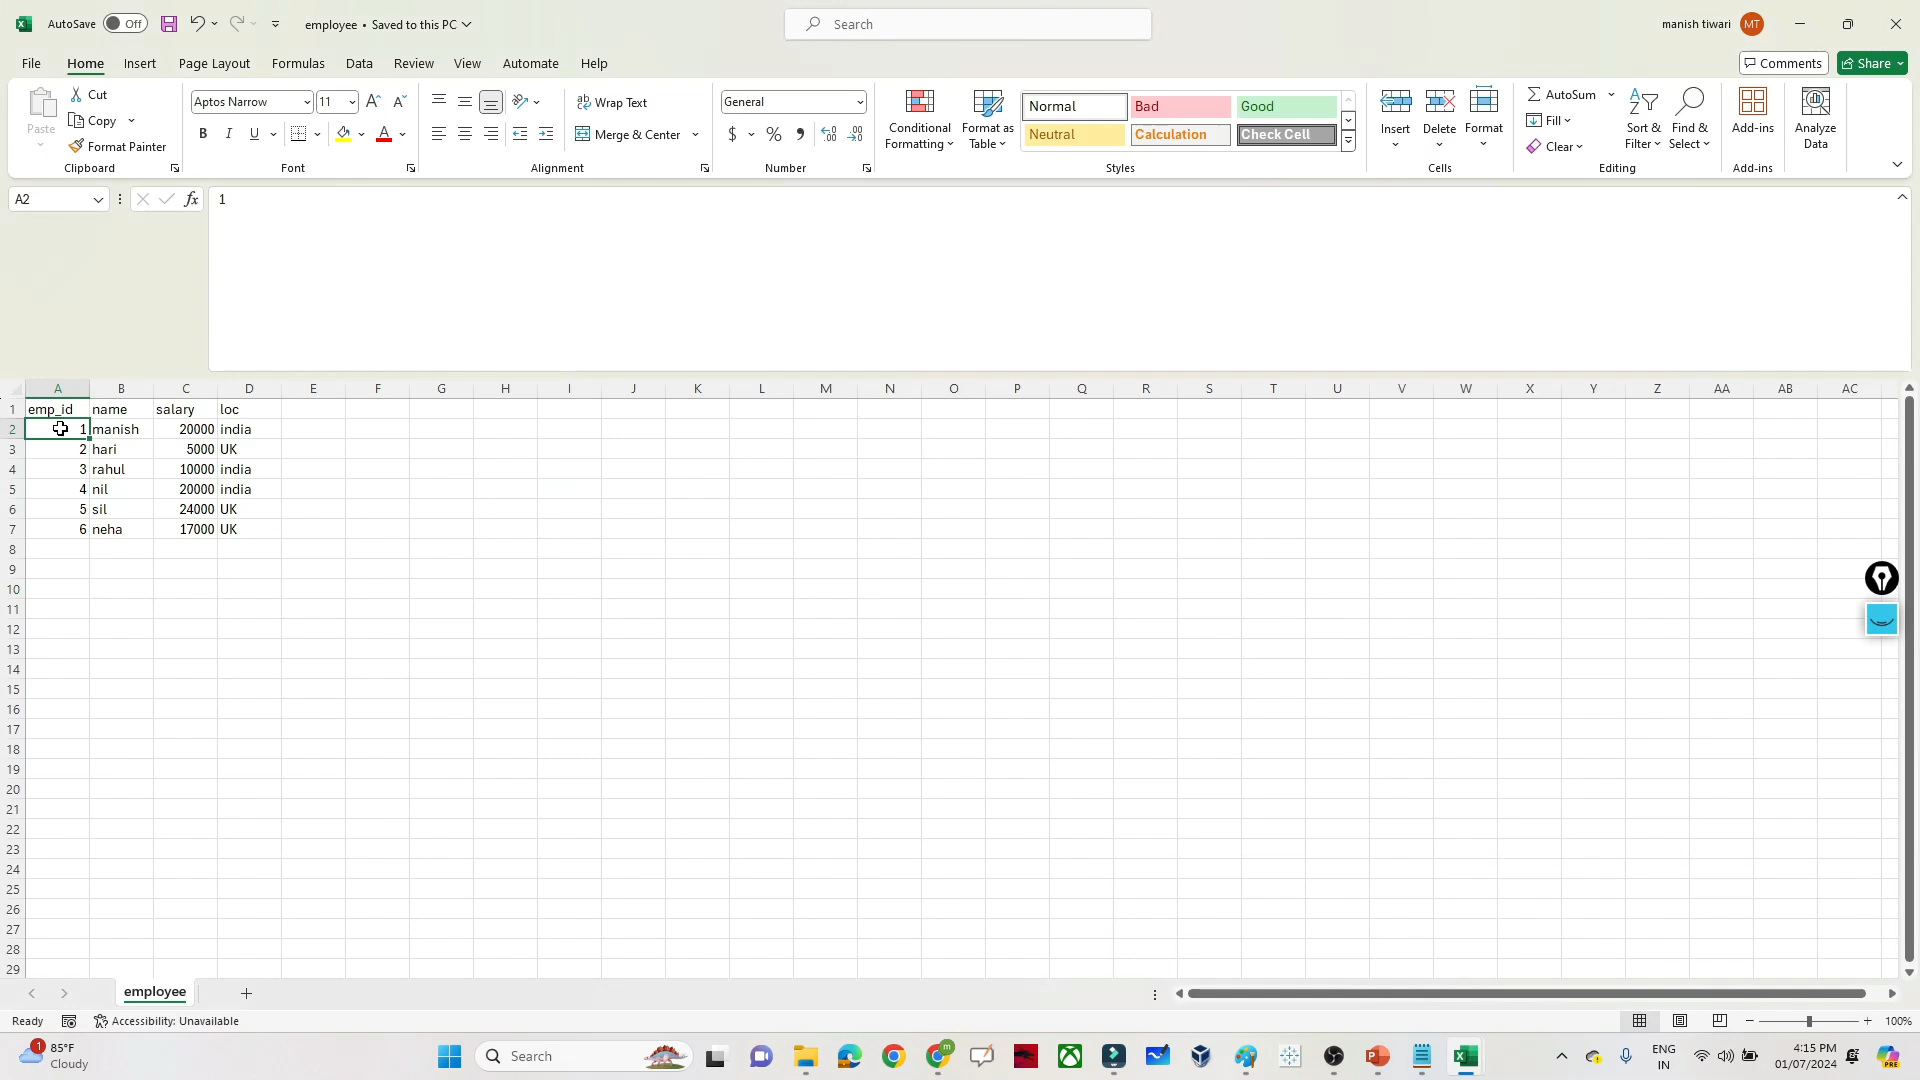 AutoSave Off employee • Saved to this PC Search manish tiwari MT
File Home Insert Page Layout Formulas Data Review View Automate Help Comments Share
Paste Cut Copy Format Painter Clipboard
Aptos Narrow 11 A A B I U A Font
Wrap Text Merge & Center Alignment
General $ % , Number
Conditional Formatting Format as Table Normal Bad Good Neutral Calculation Check Cell Styles
Insert Delete Format Cells
AutoSum Fill Clear Sort & Filter Find & Select Editing
Add-ins Add-ins Analyze Data
A2 fx 1
A B C D E F G H I J K L M N O P Q R S T U V W X Y Z AA AB AC
1 emp_id name salary loc
2 1 manish 20000 india
3 2 hari 5000 UK
4 3 rahul 10000 india
5 4 nil 20000 india
6 5 sil 24000 UK
7 6 neha 17000 UK
8
9
10
11
12
13
14
15
16
17
18
19
20
21
22
23
24
25
26
27
28
29
employee
Ready Accessibility: Unavailable 100%
1 85°F Cloudy Search m ENG IN 4:15 PM 01/07/2024 PRE